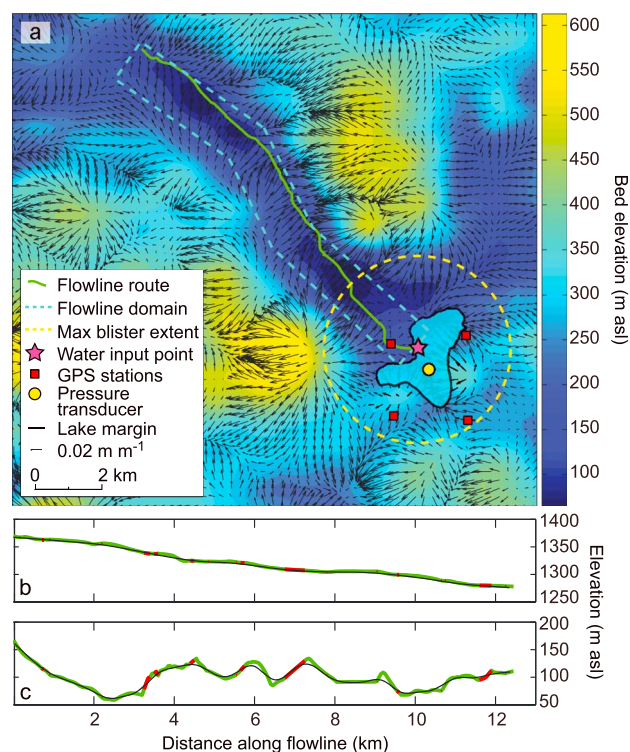 a
Flowline route
Flowline domain
Max blister extent
Water input point
GPS stations
Pressure
transducer
Lake margin
0.02 m m⁻¹
0 2 km
600
550
500
450
400
350
300
250
200
150
100
Bed elevation (m asl)
b
1400
1350
1300
1250
c
150
100
50
Elevation (m asl)
2 4 6 8 10 12
Distance along flowline (km)